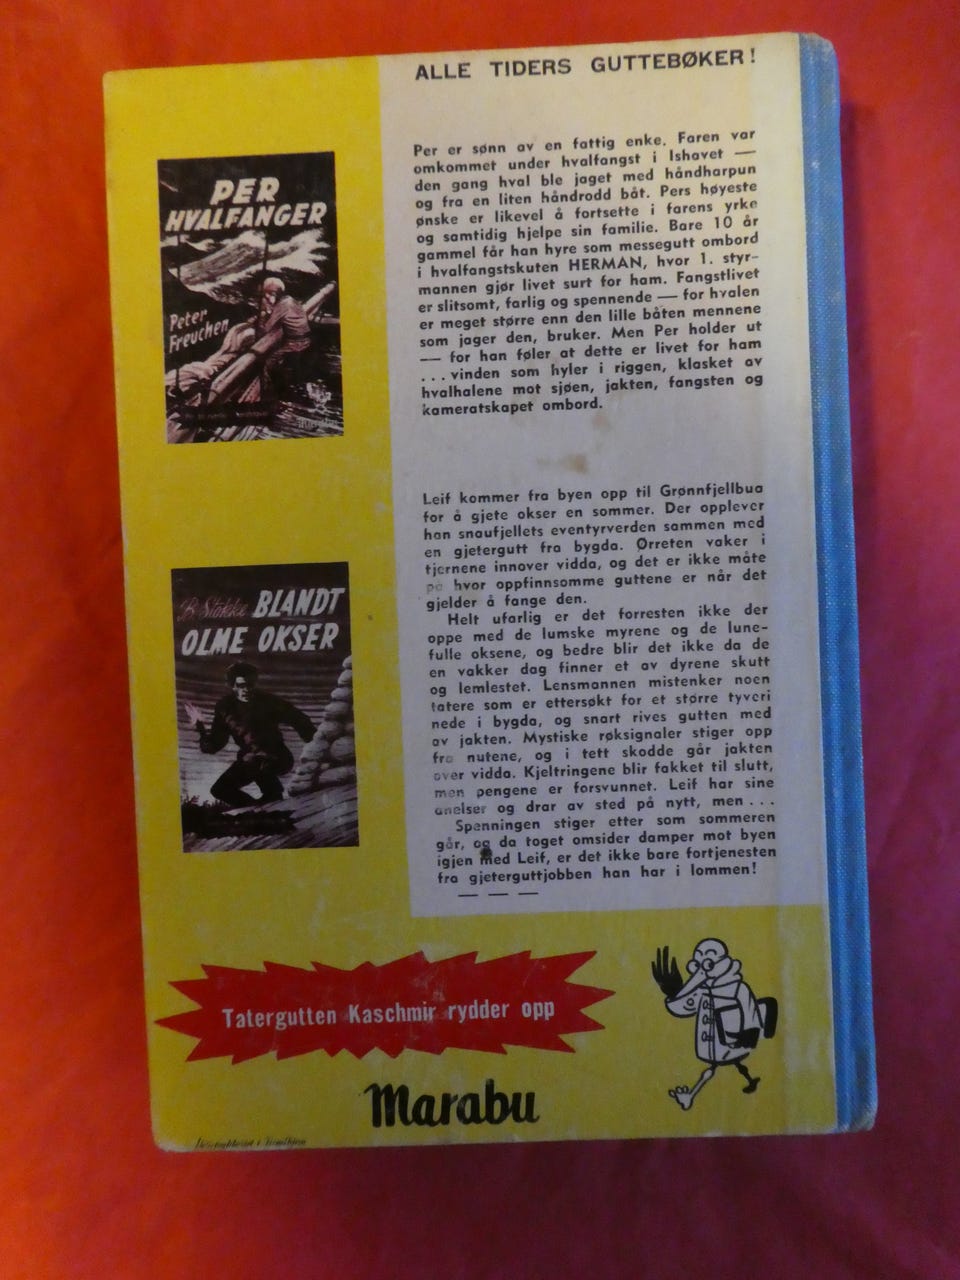 ALLE TIDERS GUTTEBØKER!
PER
HVALFANGER
Peter
Freuchen
Per er sønn av en fattig enke. Faren var
omkommet under hvalfangst i Ishavet —
den gang hval ble jaget med håndharpun
og fra en liten håndrodd båt. Pers høyeste
ønske er likevel å fortsette i farens yrke
og samtidig hjelpe sin familie. Bare 10 år
gammel får han hyre som messegutt ombord
i hvalfangstskuten HERMAN, hvor 1. styr-
mannen gjør livet surt for ham. Fangstlivet
er slitsomt, farlig og spennende — for hvalen
er meget større enn den lille båten mennene
som jager den, bruker. Men Per holder ut
— for han føler at dette er livet for ham
... vinden som hyler i riggen, klasket av
hvalhalene mot sjøen, jakten, fangsten og
kameratskapet ombord.
B. Stokke BLANDT
OLME OKSER
Leif kommer fra byen opp til Grønnfjellbua
for å gjete okser en sommer. Der opplever
han snaufjellets eventyrverden sammen med
en gjetergutt fra bygda. Ørreten vaker i
tjernene innover vidda, og det er ikke måte
på hvor oppfinnsomme guttene er når det
gjelder å fange den.
Helt ufarlig er det forresten ikke der
oppe med de lumske myrene og de lune-
fulle oksene, og bedre blir det ikke da de
en vakker dag finner et av dyrene skutt
og lemlestet. Lensmannen mistenker noen
tatere som er ettersøkt for et større tyveri
nede i bygda, og snart rives gutten med
av jakten. Mystiske røksignaler stiger opp
fra nutene, og i tett skodde går jakten
over vidda. Kjeltringene blir fakket til slutt,
men pengene er forsvunnet. Leif har sine
anelser og drar av sted på nytt, men ...
Spenningen stiger etter som sommeren
går, og da toget omsider damper mot byen
igjen med Leif, er det ikke bare fortjenesten
fra gjeterguttjobben han har i lommen!
— — —
Tatergutten Kaschmir rydder opp
Marabu